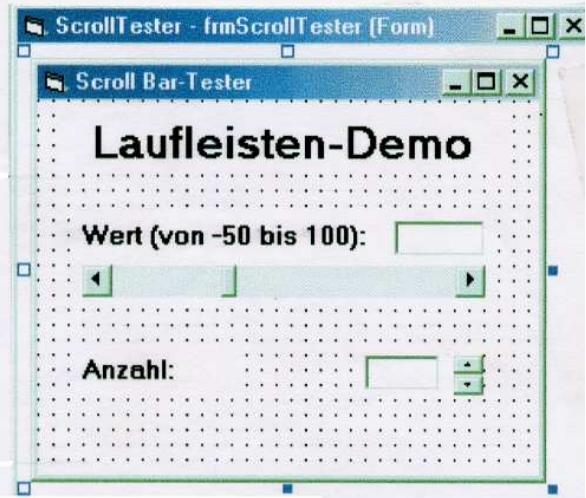 ScrollTester - frmScrollTester (Form)
Scroll Bar-Tester
Laufleisten-Demo
Wert (von -50 bis 100):
Anzahl: